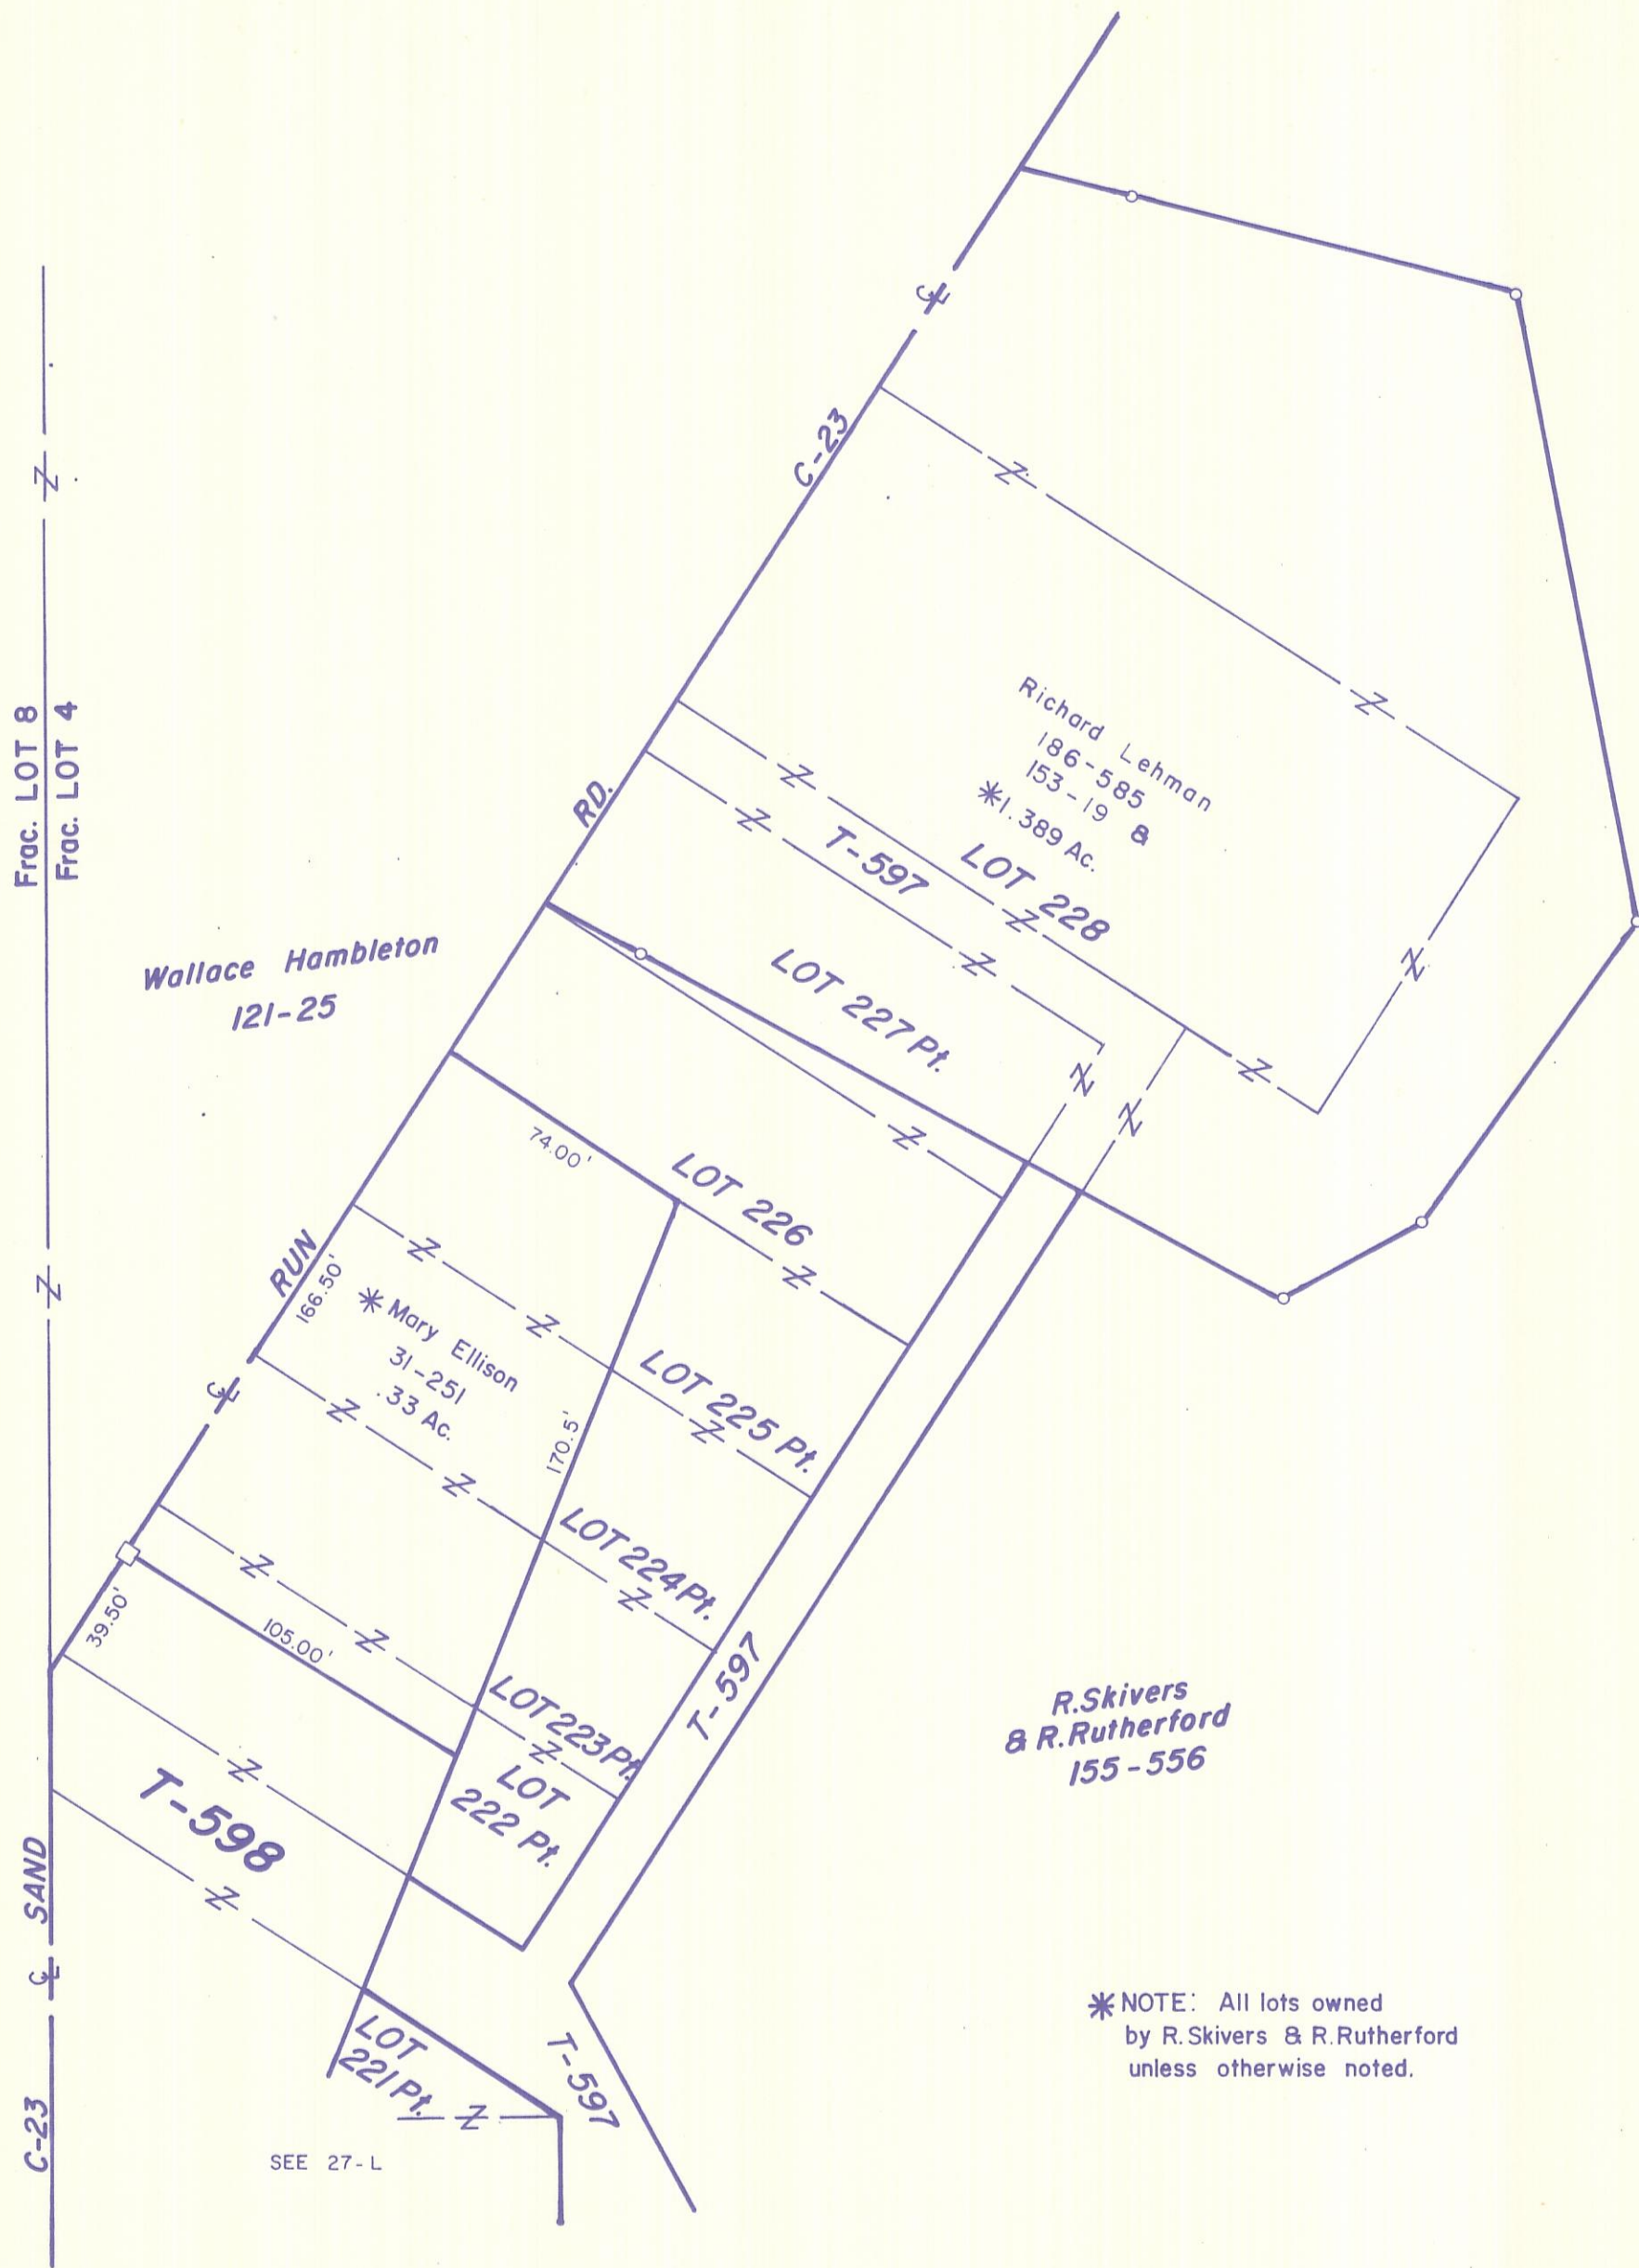 Frac. LOT 8
Frac. LOT 4
C-23
RD.
RUN
SAND
C-23
Wallace Hambleton
121-25
Richard Lehman
186-585
153-19 &
*1.389 Ac.
LOT 228
T-597
LOT 227 Pt.
74.00'
LOT 226
166.50'
* Mary Ellison
31-251
.33 Ac.
170.5'
LOT 225 Pt.
LOT 224 Pt.
39.50'
105.00'
LOT 223 Pt.
LOT
222 Pt.
T-597
T-598
R. Skivers
& R. Rutherford
155-556
LOT
221 Pt.
T-597
SEE 27-L
* NOTE: All lots owned
by R. Skivers & R. Rutherford
unless otherwise noted.